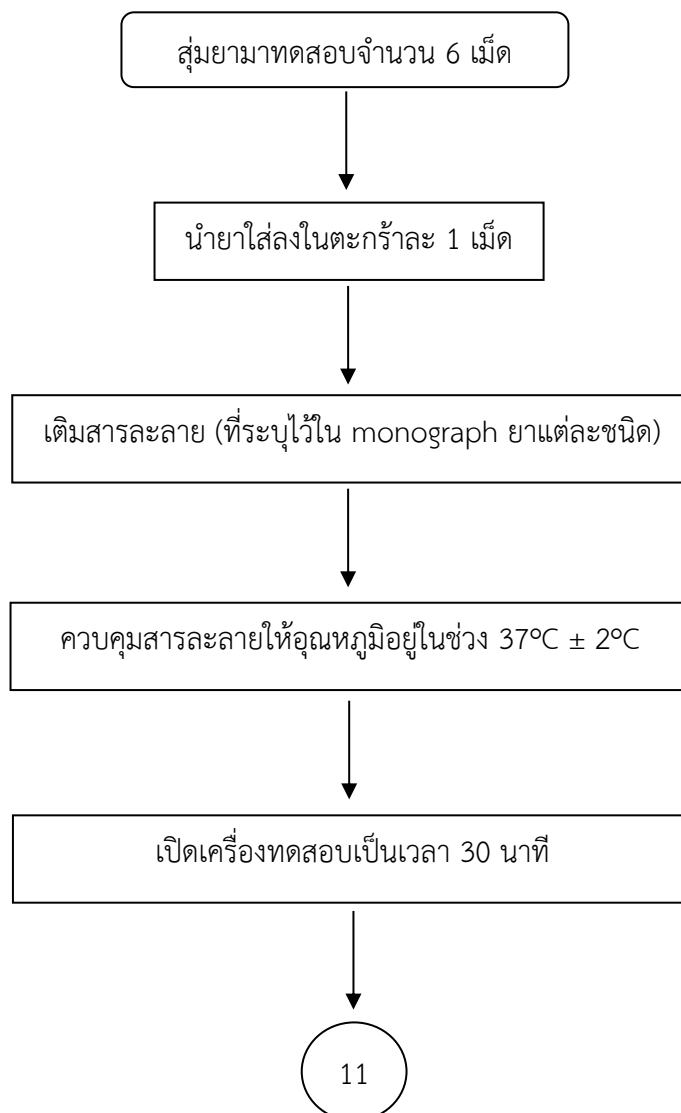 สุ่มยามาทดสอบจำนวน 6 เม็ด
นำยาใส่ลงในตะกร้าละ 1 เม็ด
เติมสารละลาย (ที่ระบุไว้ใน monograph ยาแต่ละชนิด)
ควบคุมสารละลายให้อุณหภูมิอยู่ในช่วง 37ºC ± 2ºC
เปิดเครื่องทดสอบเป็นเวลา 30 นาที
11